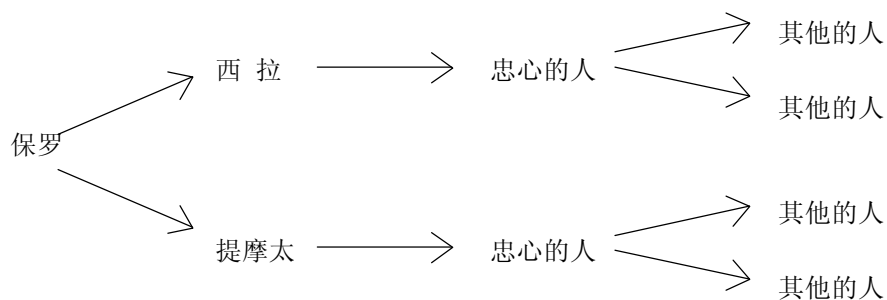 其他的人
西 拉
忠心的人
其他的人
保罗
其他的人
提摩太
忠心的人
其他的人